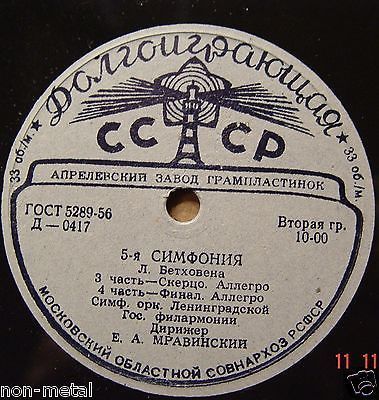 ★ Долгоиграющая ★
33 об./м.
33 об./м.
СССР
АПРЕЛЕВСКИЙ ЗАВОД ГРАМПЛАСТИНОК
ГОСТ 5289-56
Д—0417
Вторая гр.
10-00
5-я СИМФОНИЯ
Л. Бетховена
3 часть—Скерцо. Аллегро
4 часть—Финал. Аллегро
Симф. орк. Ленинградской
Гос. филармонии
Дирижер
Е. А. МРАВИНСКИЙ
МОСКОВСКИЙ ОБЛАСТНОЙ СОВНАРХОЗ РСФСР
11 11
non-metal